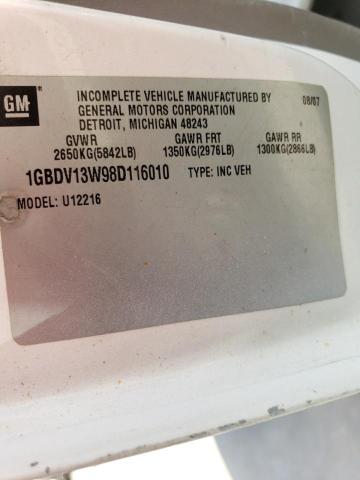 GM
INCOMPLETE VEHICLE MANUFACTURED BY 08/07
GENERAL MOTORS CORPORATION
DETROIT, MICHIGAN 48243
GVWR GAWR FRT GAWR RR
2650KG(5842LB) 1350KG(2976LB) 1300KG(2866LB)
1GBDV13W98D116010 TYPE: INC VEH
MODEL: U12216